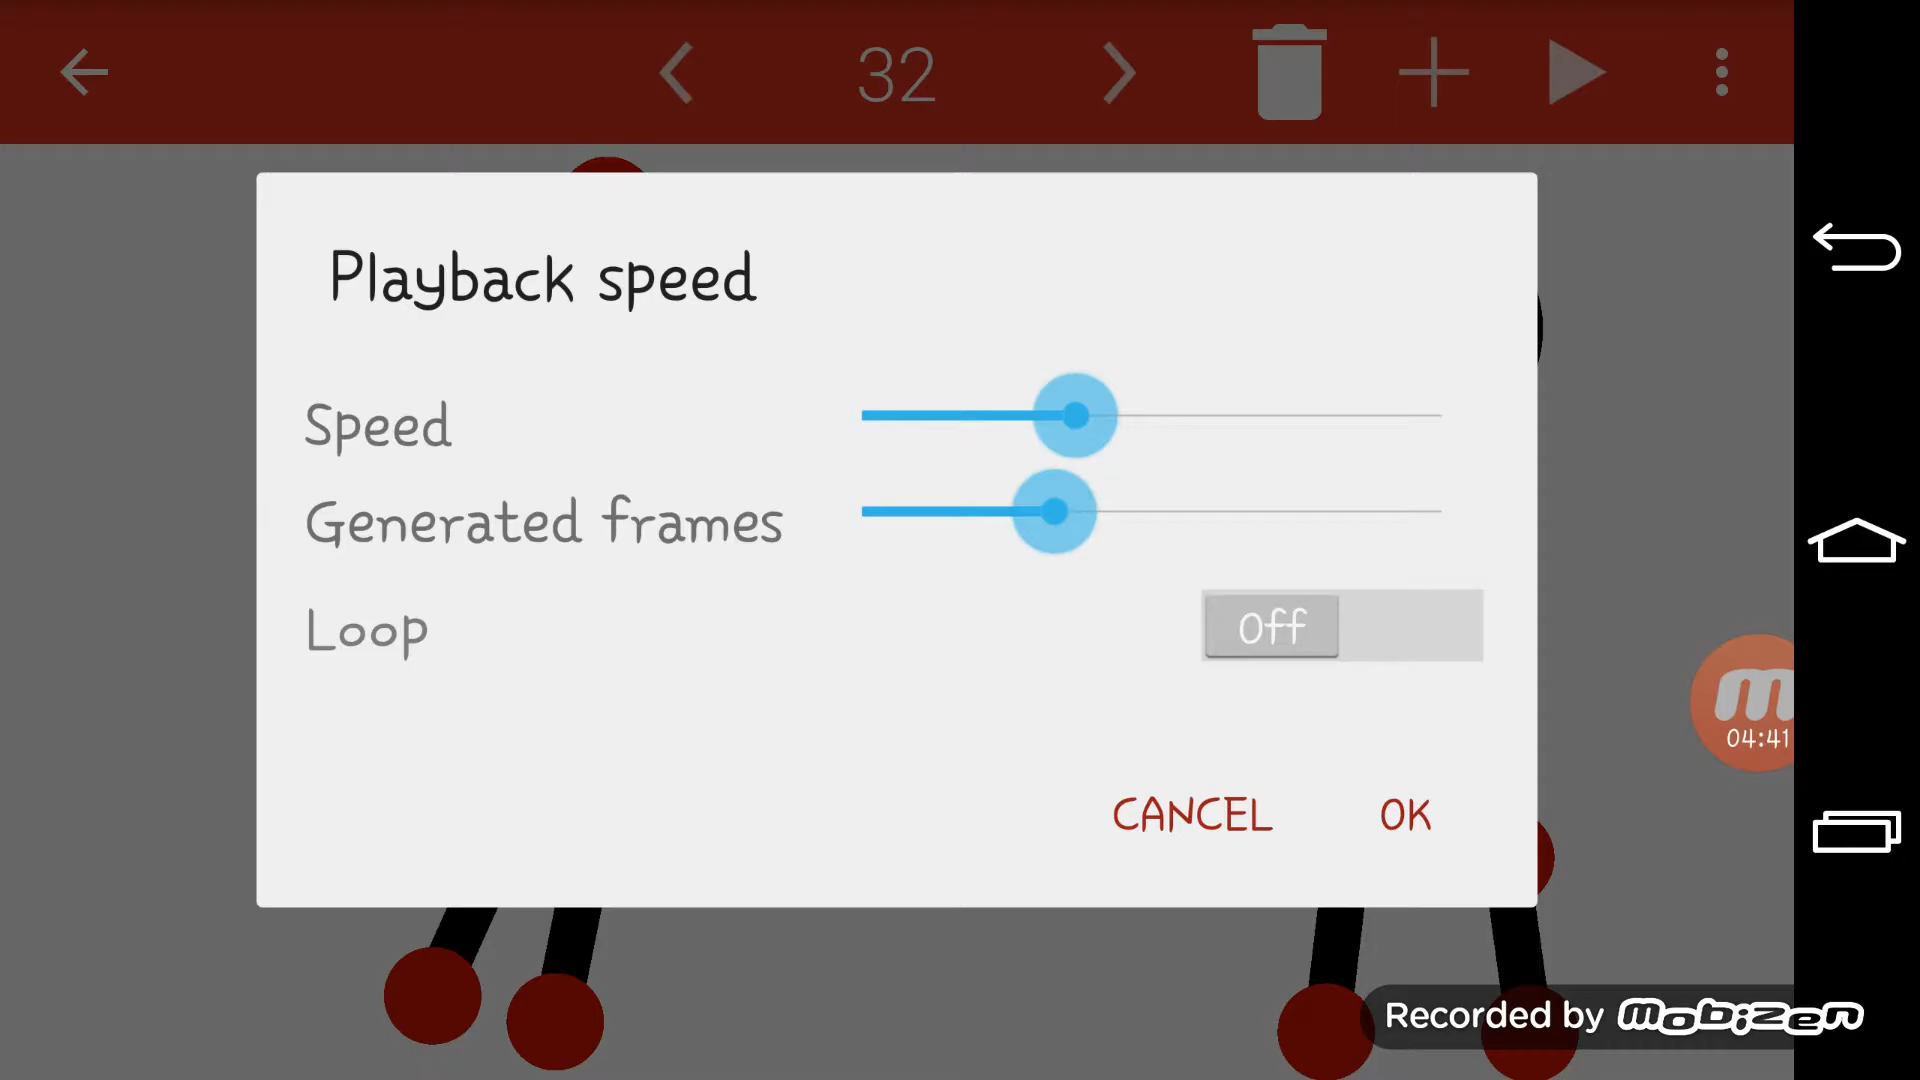 32
Playback speed
Speed
Generated frames
Loop
Off
04:41
CANCEL
OK
Recorded by mobizen